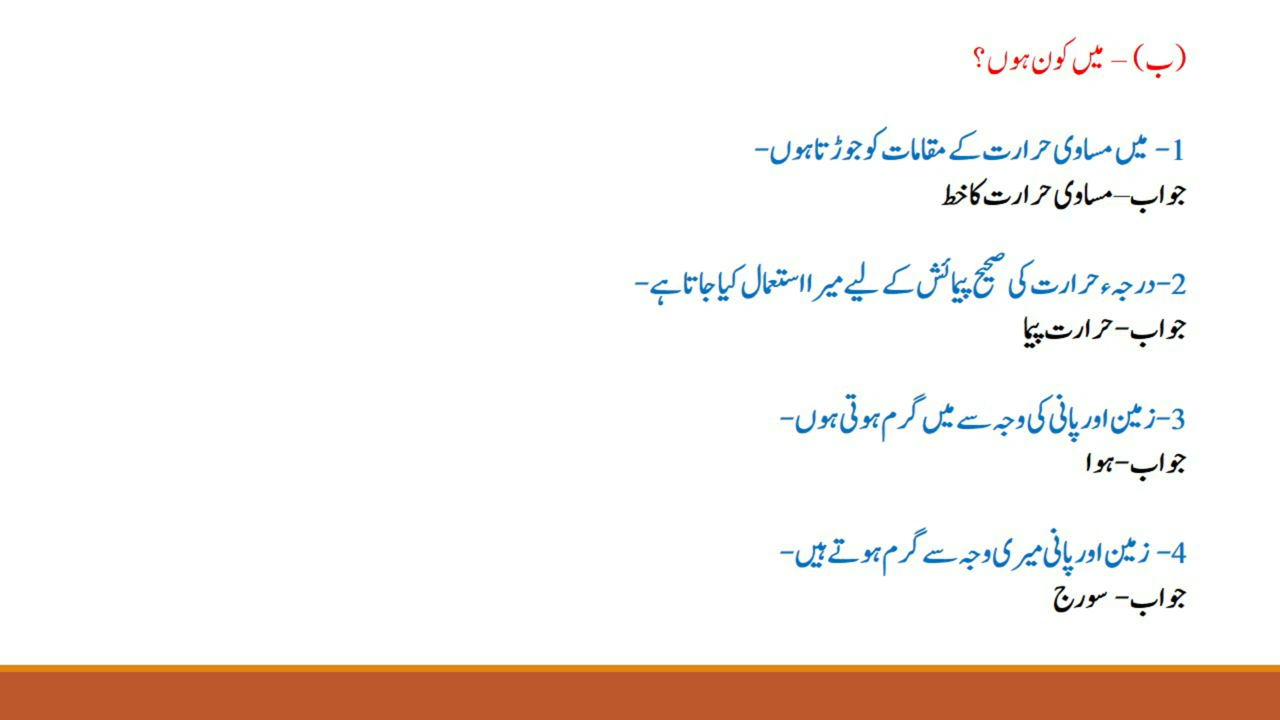 (ب) – میں کون ہوں؟
1- میں مساوی حرارت کے مقامات کو جوڑتا ہوں-
جواب–مساوی حرارت کا خط
2-درجہء حرارت کی صحیح پیمائش کے لیے میرا استعمال کیا جاتا ہے-
جواب-حرارت پیما
3-زمین اور پانی کی وجہ سے میں گرم ہوتی ہوں-
جواب-ہوا
4- زمین اور پانی میری وجہ سے گرم ہوتے ہیں-
جواب- سورج